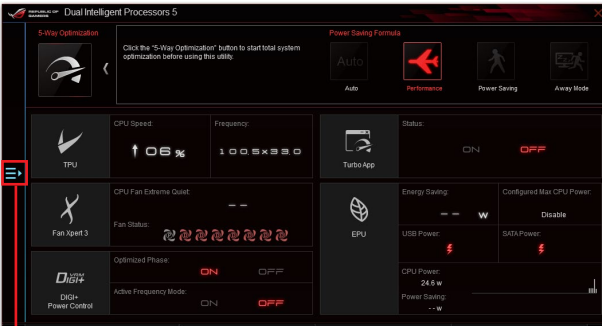 REPUBLIC OF GAMERS Dual Intelligent Processors 5
5-Way Optimization
Click the "5-Way Optimization" button to start total system
optimization before using this utility.
Power Saving Formula
Auto
Auto
Performance
Power Saving
Away Mode
TPU
CPU Speed:
06 %
Frequency:
100.5x33.0
Turbo App
Status:
ON OFF
Fan Xpert 3
CPU Fan Extreme Quiet:
--
Fan Status:
EPU
Energy Saving:
-- w
Configured Max CPU Power:
Disable
USB Power:
SATA Power:
CPU Power:
24.6 w
Power Saving:
-- w
DIGI+ VRM
DIGI+
Power Control
Optimized Phase:
ON OFF
Active Frequency Mode:
ON OFF